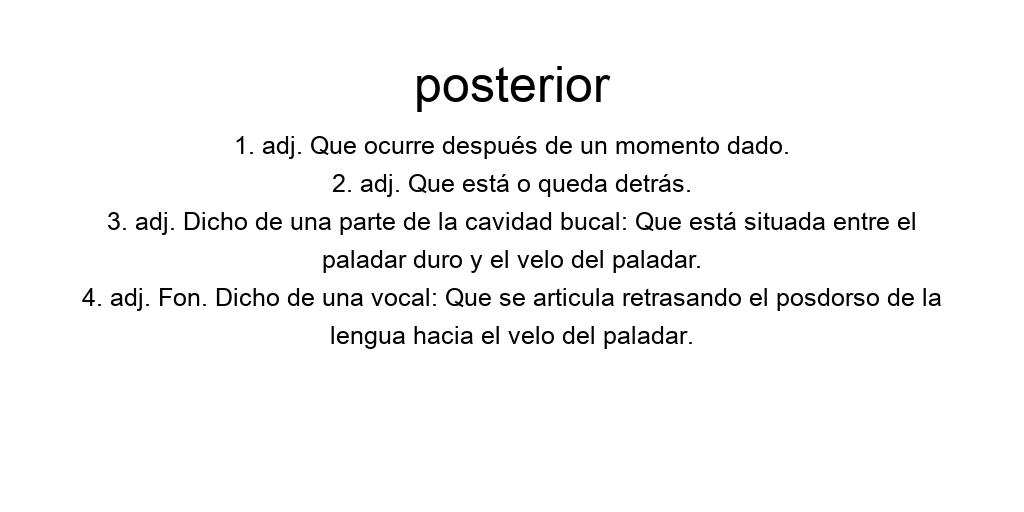 posterior
1. adj. Que ocurre después de un momento dado.
2. adj. Que está o queda detrás.
3. adj. Dicho de una parte de la cavidad bucal: Que está situada entre el
paladar duro y el velo del paladar.
4. adj. Fon. Dicho de una vocal: Que se articula retrasando el posdorso de la
lengua hacia el velo del paladar.